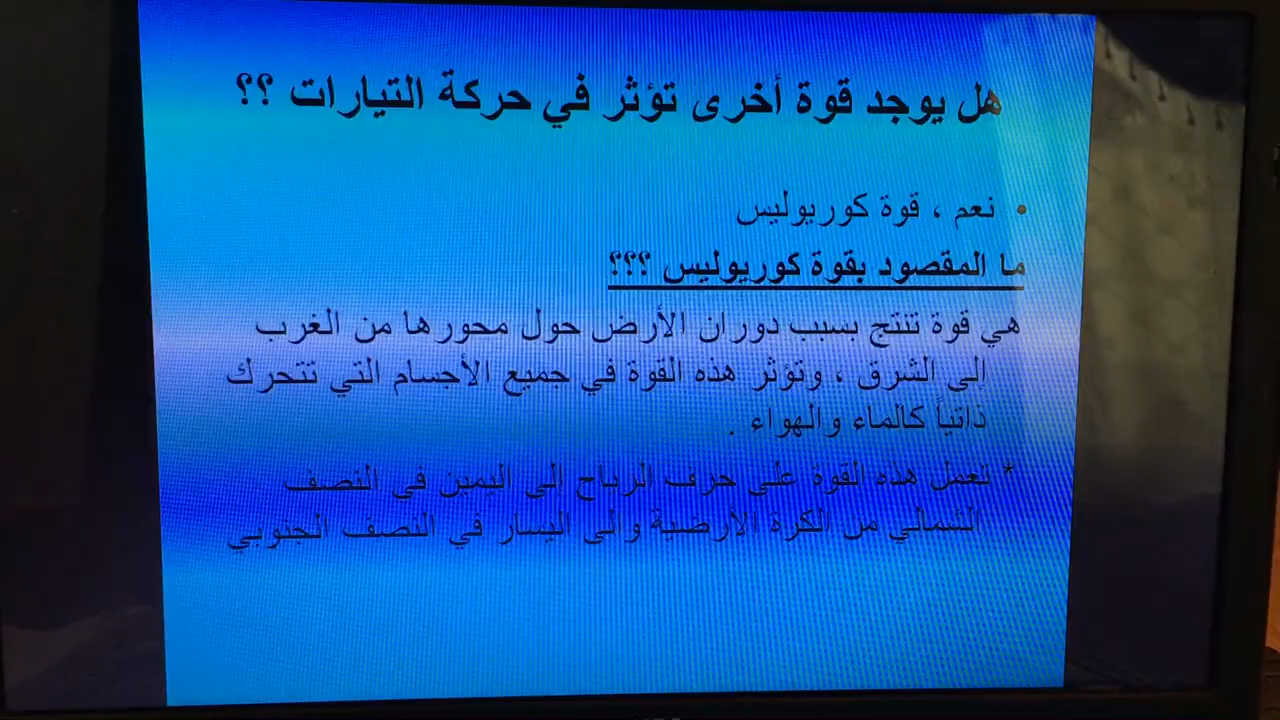 هل يوجد قوة أخرى تؤثر في حركة التيارات ؟؟
• نعم ، قوة كوريوليس
ما المقصود بقوة كوريوليس ؟؟؟
هي قوة تنتج بسبب دوران الأرض حول محورها من الغرب
إلى الشرق ، وتؤثر هذه القوة في جميع الأجسام التي تتحرك
ذاتياً كالماء والهواء .
* تعمل هذه القوة على حرف الرياح إلى اليمين في النصف
الشمالي من الكرة الارضية والى اليسار في النصف الجنوبي